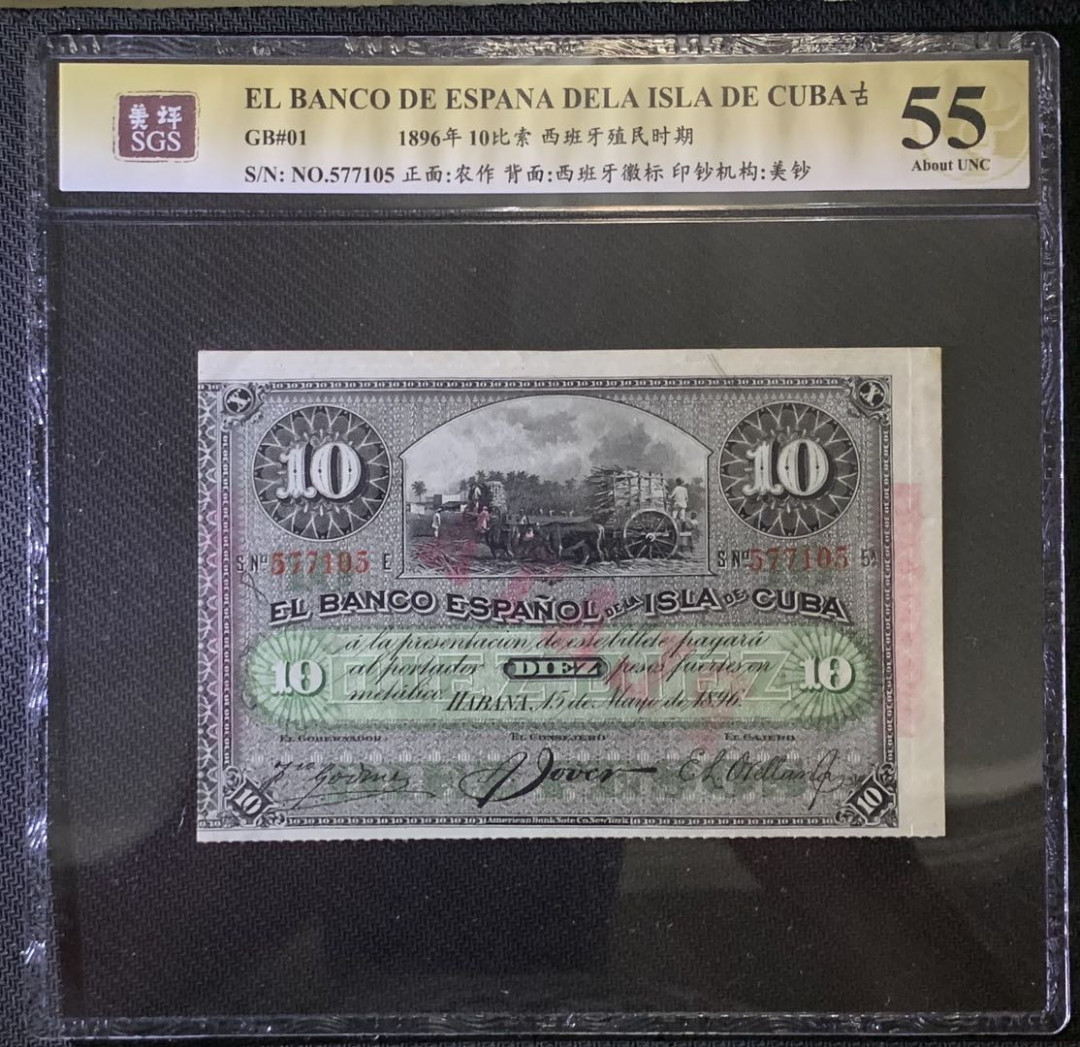 EL BANCO DE ESPANA DELA ISLA DE CUBA古
55
美评
SGS
GB#01 1896年 10比索 西班牙殖民时期
About UNC
S/N: NO.577105 正面:农作 背面:西班牙徽标 印钞机构:美钞
10
10
S Nº 577105 E
S Nº 577105 5A
EL BANCO ESPAÑOL DE LA ISLA DE CUBA
á la presentacion de este billete pagará
10 al portador DIEZ pesos fuertes en 10
metálico HABANA, 15 de Mayo de 1896.
EL GOBERNADOR EL CONSEJERO EL CAJERO
10
10
American Bank Note Co. New York